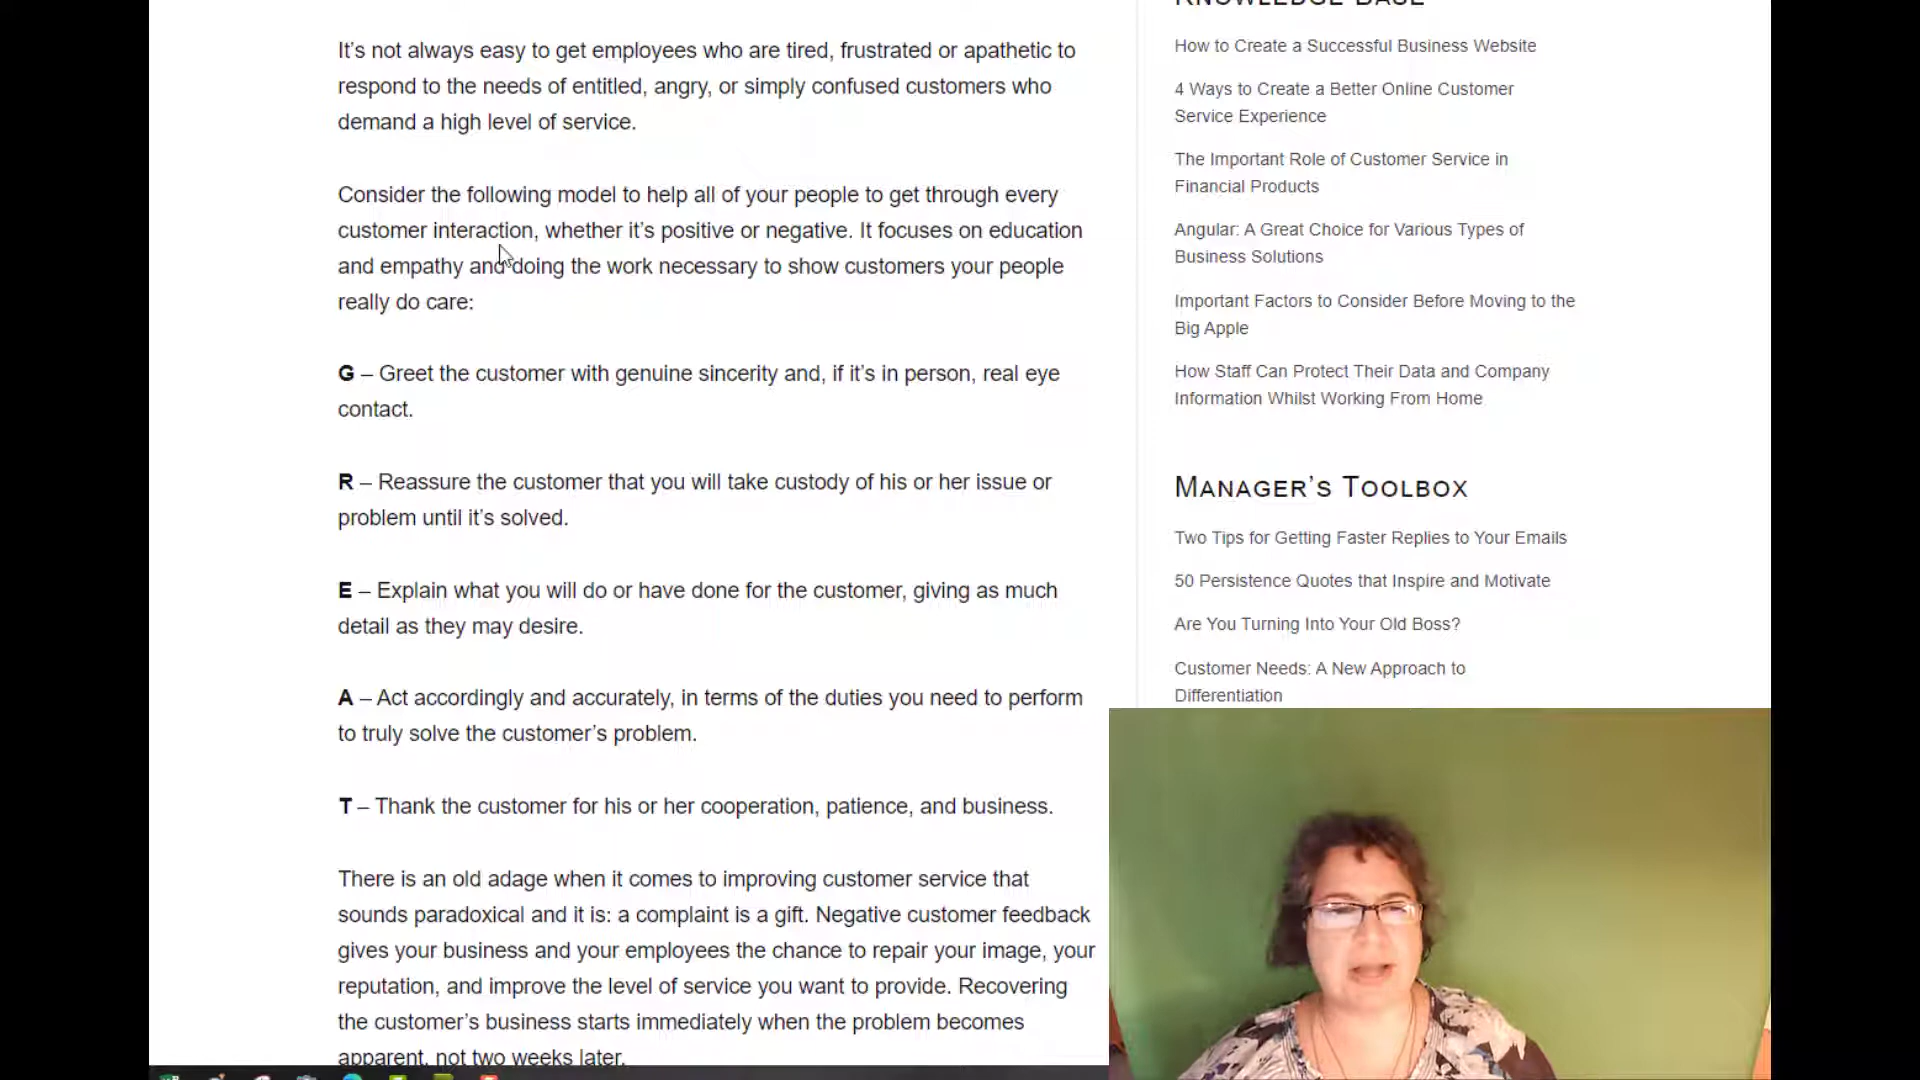 It's not always easy to get employees who are tired, frustrated or apathetic to
respond to the needs of entitled, angry, or simply confused customers who
demand a high level of service.
Consider the following model to help all of your people to get through every
customer interaction, whether it's positive or negative. It focuses on education
and empathy and doing the work necessary to show customers your people
really do care:
G – Greet the customer with genuine sincerity and, if it's in person, real eye
contact.
R – Reassure the customer that you will take custody of his or her issue or
problem until it's solved.
E – Explain what you will do or have done for the customer, giving as much
detail as they may desire.
A – Act accordingly and accurately, in terms of the duties you need to perform
to truly solve the customer's problem.
T – Thank the customer for his or her cooperation, patience, and business.
There is an old adage when it comes to improving customer service that
sounds paradoxical and it is: a complaint is a gift. Negative customer feedback
gives your business and your employees the chance to repair your image, your
reputation, and improve the level of service you want to provide. Recovering
the customer's business starts immediately when the problem becomes
apparent, not two weeks later.
Knowledge Base
How to Create a Successful Business Website
4 Ways to Create a Better Online Customer
Service Experience
The Important Role of Customer Service in
Financial Products
Angular: A Great Choice for Various Types of
Business Solutions
Important Factors to Consider Before Moving to the
Big Apple
How Staff Can Protect Their Data and Company
Information Whilst Working From Home
Manager's Toolbox
Two Tips for Getting Faster Replies to Your Emails
50 Persistence Quotes that Inspire and Motivate
Are You Turning Into Your Old Boss?
Customer Needs: A New Approach to
Differentiation